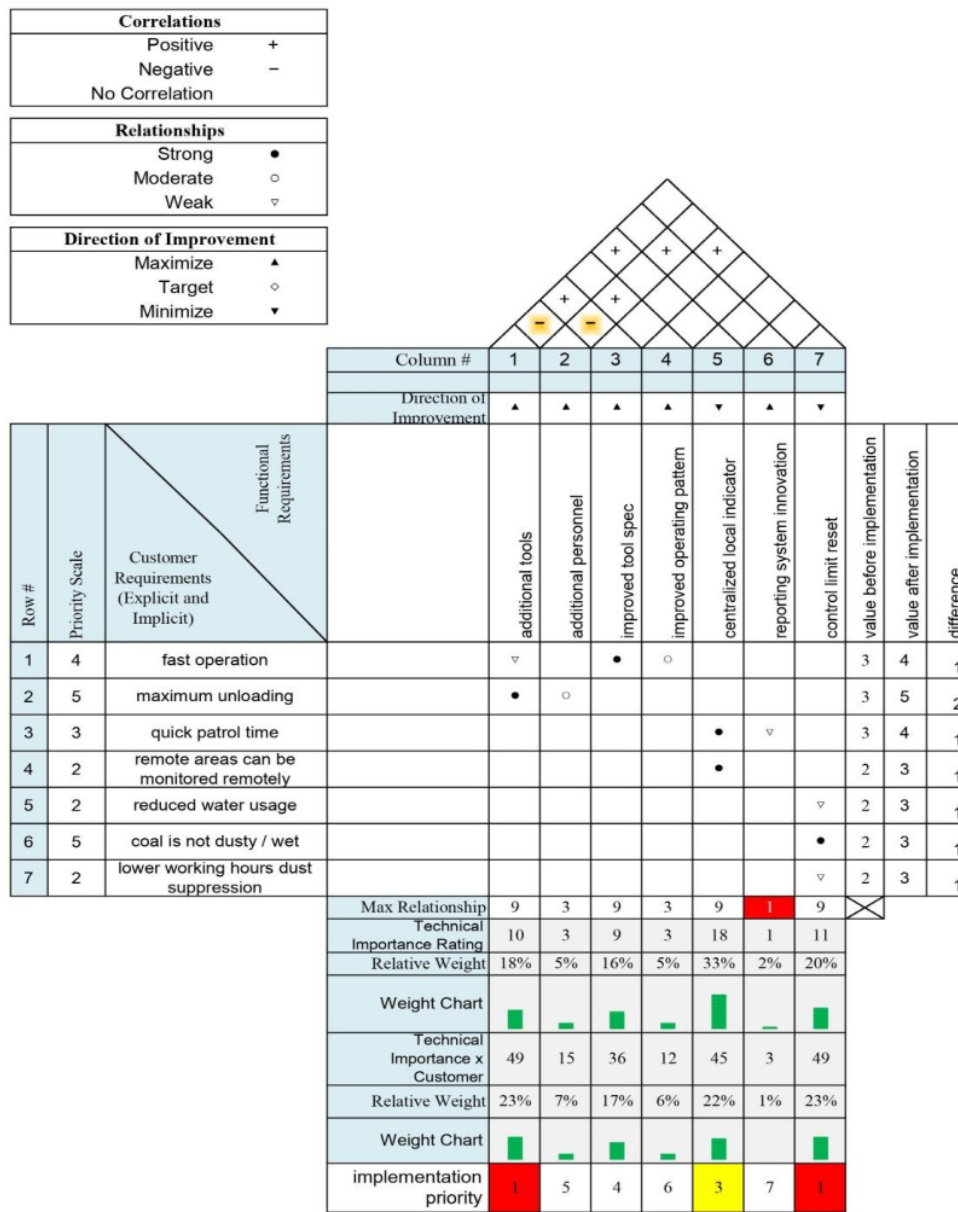 Correlations
Positive +
Negative −
No Correlation
Relationships
Strong ●
Moderate ○
Weak ▽
Direction of Improvement
Maximize ▲
Target ◇
Minimize ▼
+ + +
+ +
− −
Column # 1 2 3 4 5 6 7
Direction of
Improvement ▲ ▲ ▲ ▲ ▼ ▲ ▼
Row #
Priority Scale
Customer
Requirements
(Explicit and
Implicit)
Functional
Requirements
additional tools
additional personnel
improved tool spec
improved operating pattern
centralized local indicator
reporting system innovation
control limit reset
value before implementation
value after implementation
difference
1 4 fast operation ▽ ● ○ 3 4 1
2 5 maximum unloading ● ○ 3 5 2
3 3 quick patrol time ● ▽ 3 4 1
4 2 remote areas can be
monitored remotely ● 2 3 1
5 2 reduced water usage ▽ 2 3 1
6 5 coal is not dusty / wet ● 2 3 1
7 2 lower working hours dust
suppression ▽ 2 3 1
Max Relationship 9 3 9 3 9 1 9
Technical
Importance Rating 10 3 9 3 18 1 11
Relative Weight 18% 5% 16% 5% 33% 2% 20%
Weight Chart
Technical
Importance x
Customer 49 15 36 12 45 3 49
Relative Weight 23% 7% 17% 6% 22% 1% 23%
Weight Chart
implementation
priority 1 5 4 6 3 7 1